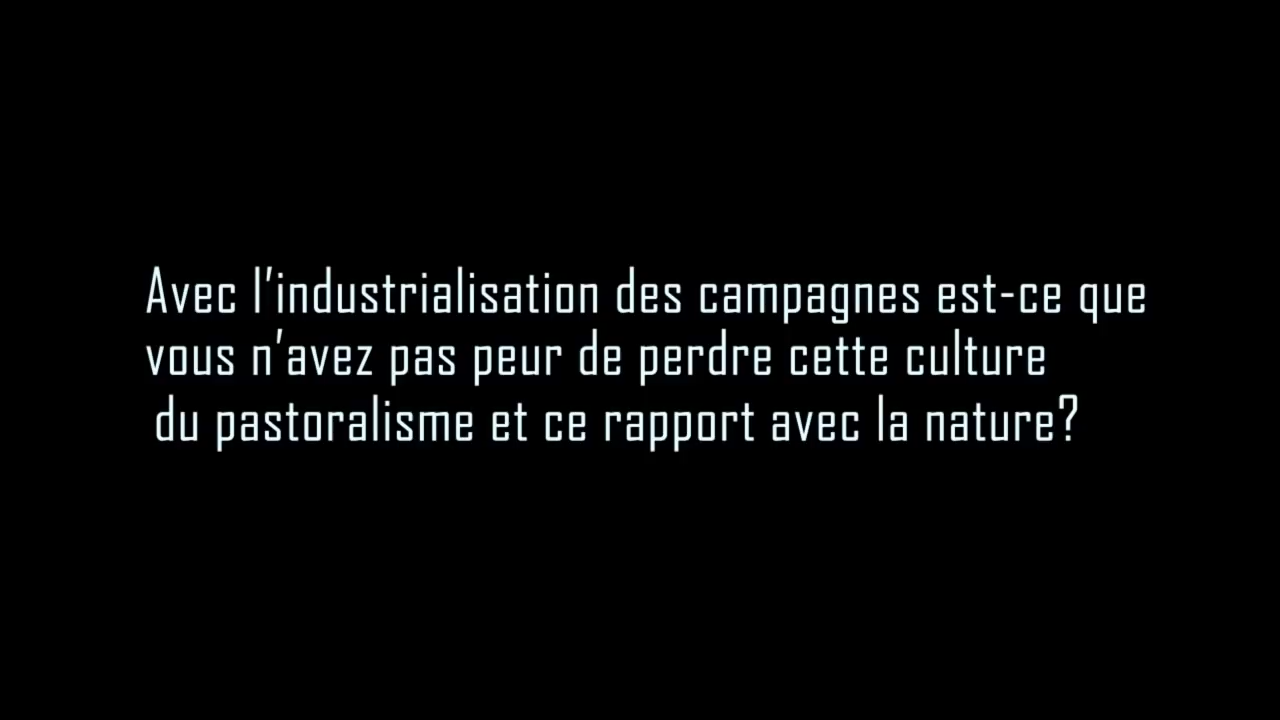 Avec l’industrialisation des campagnes est-ce que
vous n’avez pas peur de perdre cette culture
du pastoralisme et ce rapport avec la nature?